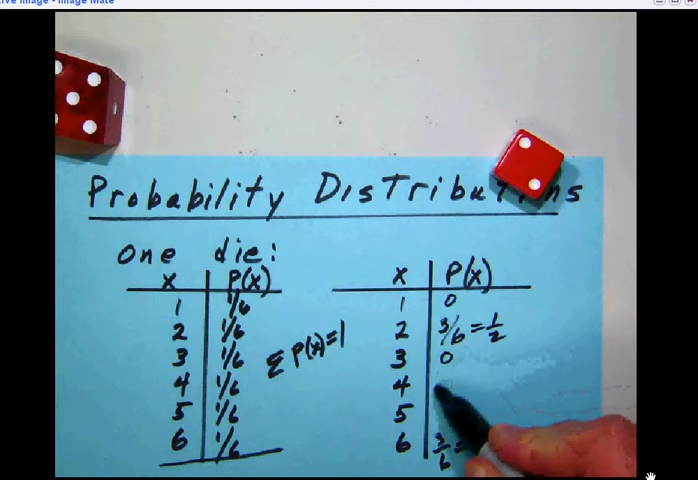 Image - Image Mate
Probability Distributions
One die:
x P(x)
1 1/6
2 1/6
3 1/6
4 1/6
5 1/6
6 1/6
Σ P(x)=1
x P(x)
1 0
2 3/6 = 1/2
3 0
4
5
6 3/6 =